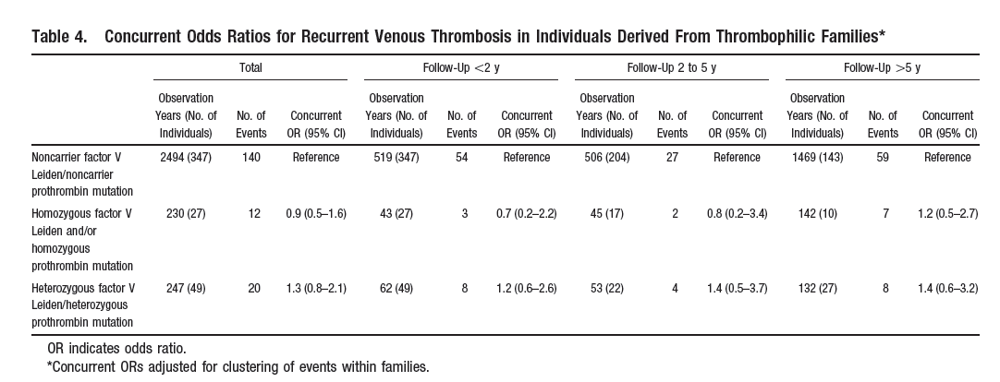 Table 4. Concurrent Odds Ratios for Recurrent Venous Thrombosis in Individuals Derived From Thrombophilic Families*
Total Follow-Up <2 y Follow-Up 2 to 5 y Follow-Up >5 y
Observation Observation Observation Observation
Years (No. of No. of Concurrent Years (No. of No. of Concurrent Years (No. of No. of Concurrent Years (No. of No. of Concurrent
Individuals) Events OR (95% CI) Individuals) Events OR (95% CI) Individuals) Events OR (95% CI) Individuals) Events OR (95% CI)
Noncarrier factor V 2494 (347) 140 Reference 519 (347) 54 Reference 506 (204) 27 Reference 1469 (143) 59 Reference
Leiden/noncarrier
prothrombin mutation
Homozygous factor V 230 (27) 12 0.9 (0.5–1.6) 43 (27) 3 0.7 (0.2–2.2) 45 (17) 2 0.8 (0.2–3.4) 142 (10) 7 1.2 (0.5–2.7)
Leiden and/or
homozygous
prothrombin mutation
Heterozygous factor V 247 (49) 20 1.3 (0.8–2.1) 62 (49) 8 1.2 (0.6–2.6) 53 (22) 4 1.4 (0.5–3.7) 132 (27) 8 1.4 (0.6–3.2)
Leiden/heterozygous
prothrombin mutation
OR indicates odds ratio.
*Concurrent ORs adjusted for clustering of events within families.